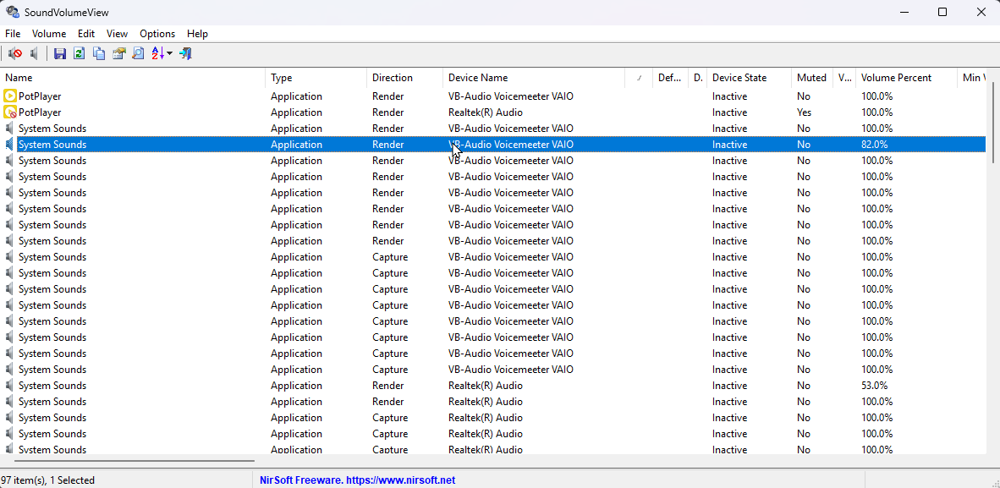 SoundVolumeView
File Volume Edit View Options Help
Name Type Direction Device Name / Def... D. Device State Muted V... Volume Percent Min V
PotPlayer Application Render VB-Audio Voicemeeter VAIO Inactive No 100.0%
PotPlayer Application Render Realtek(R) Audio Inactive Yes 100.0%
System Sounds Application Render VB-Audio Voicemeeter VAIO Inactive No 100.0%
System Sounds Application Render VB-Audio Voicemeeter VAIO Inactive No 82.0%
System Sounds Application Render VB-Audio Voicemeeter VAIO Inactive No 100.0%
System Sounds Application Render VB-Audio Voicemeeter VAIO Inactive No 100.0%
System Sounds Application Render VB-Audio Voicemeeter VAIO Inactive No 100.0%
System Sounds Application Render VB-Audio Voicemeeter VAIO Inactive No 100.0%
System Sounds Application Render VB-Audio Voicemeeter VAIO Inactive No 100.0%
System Sounds Application Render VB-Audio Voicemeeter VAIO Inactive No 100.0%
System Sounds Application Capture VB-Audio Voicemeeter VAIO Inactive No 100.0%
System Sounds Application Capture VB-Audio Voicemeeter VAIO Inactive No 100.0%
System Sounds Application Capture VB-Audio Voicemeeter VAIO Inactive No 100.0%
System Sounds Application Capture VB-Audio Voicemeeter VAIO Inactive No 100.0%
System Sounds Application Capture VB-Audio Voicemeeter VAIO Inactive No 100.0%
System Sounds Application Capture VB-Audio Voicemeeter VAIO Inactive No 100.0%
System Sounds Application Capture VB-Audio Voicemeeter VAIO Inactive No 100.0%
System Sounds Application Capture VB-Audio Voicemeeter VAIO Inactive No 100.0%
System Sounds Application Render Realtek(R) Audio Inactive No 53.0%
System Sounds Application Render Realtek(R) Audio Inactive No 100.0%
System Sounds Application Capture Realtek(R) Audio Inactive No 100.0%
System Sounds Application Capture Realtek(R) Audio Inactive No 100.0%
System Sounds Application Capture Realtek(R) Audio Inactive No 100.0%
97 item(s), 1 Selected NirSoft Freeware. https://www.nirsoft.net